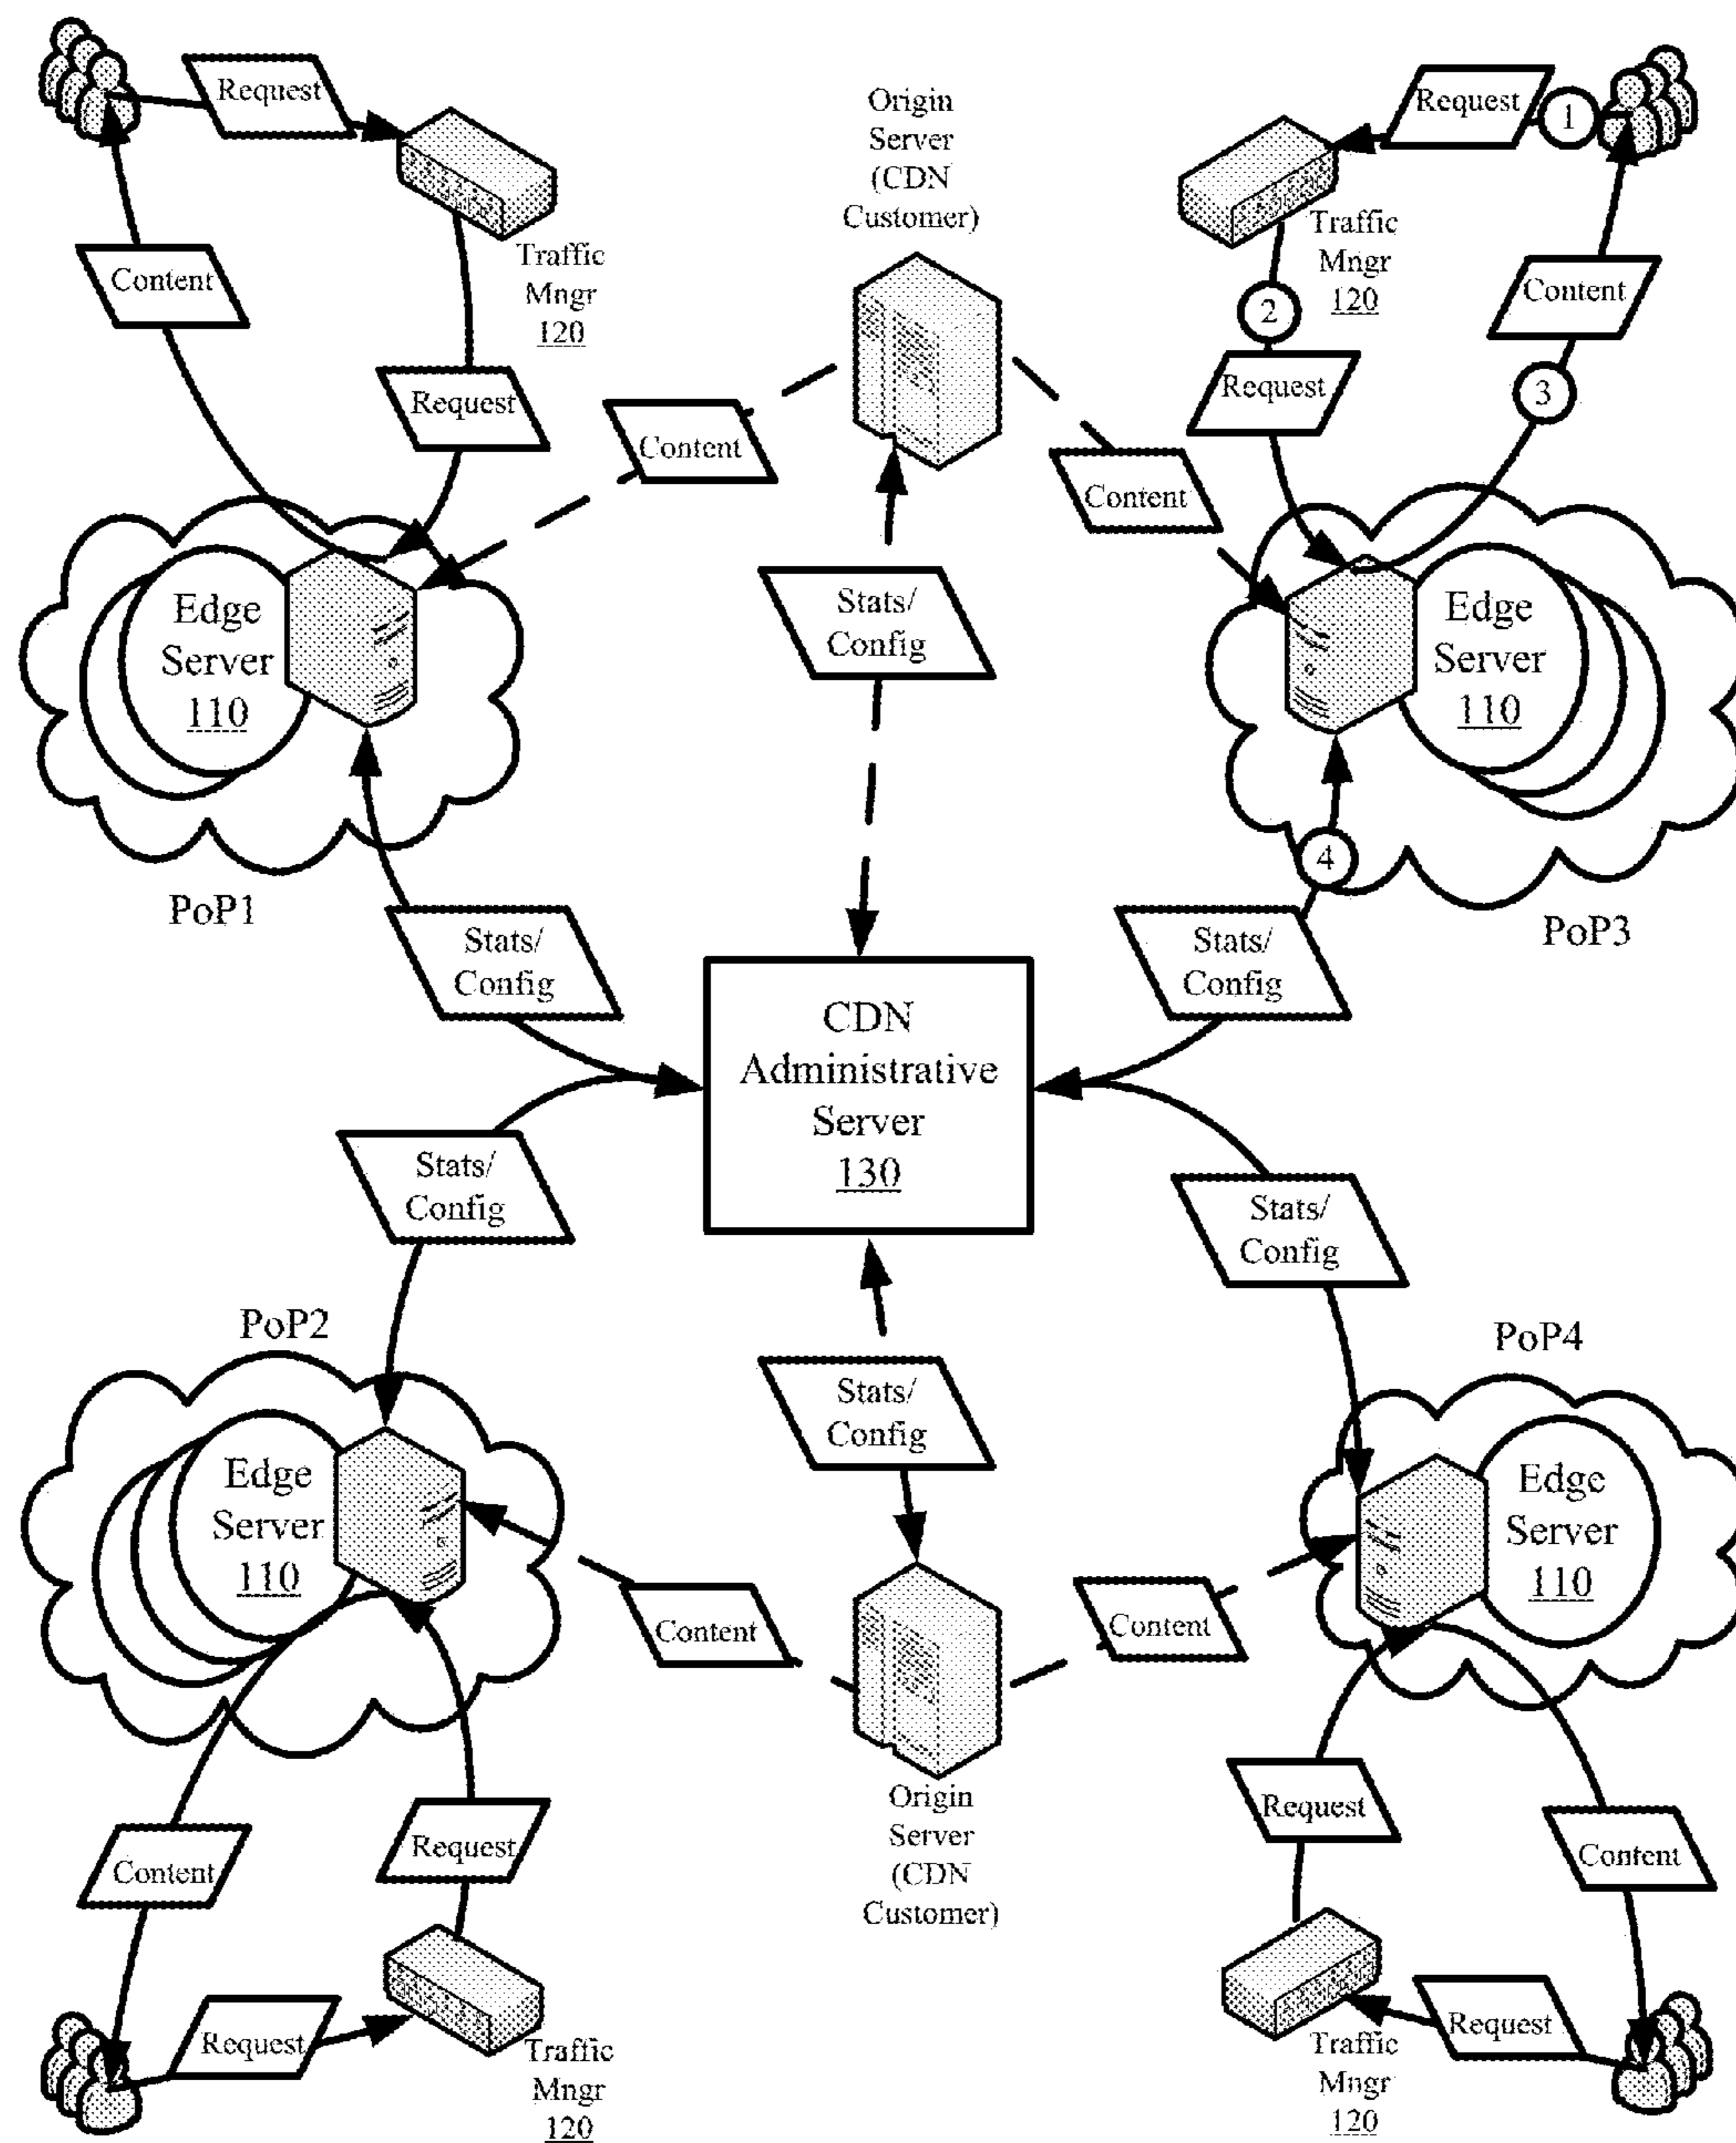 Request
Traffic
Mngr
120
Content
Request
Origin
Server
(CDN
Customer)
Request
1
Traffic
Mngr
120
2
Request
Content
3
Content
Content
Stats/
Config
Edge
Server
110
PoP1
Edge
Server
110
4
PoP3
Stats/
Config
Stats/
Config
CDN
Administrative
Server
130
Stats/
Config
Stats/
Config
PoP2
PoP4
Stats/
Config
Edge
Server
110
Edge
Server
110
Content
Content
Origin
Server
(CDN
Customer)
Content
Request
Request
Content
Request
Traffic
Mngr
120
Traffic
Mngr
120
Request